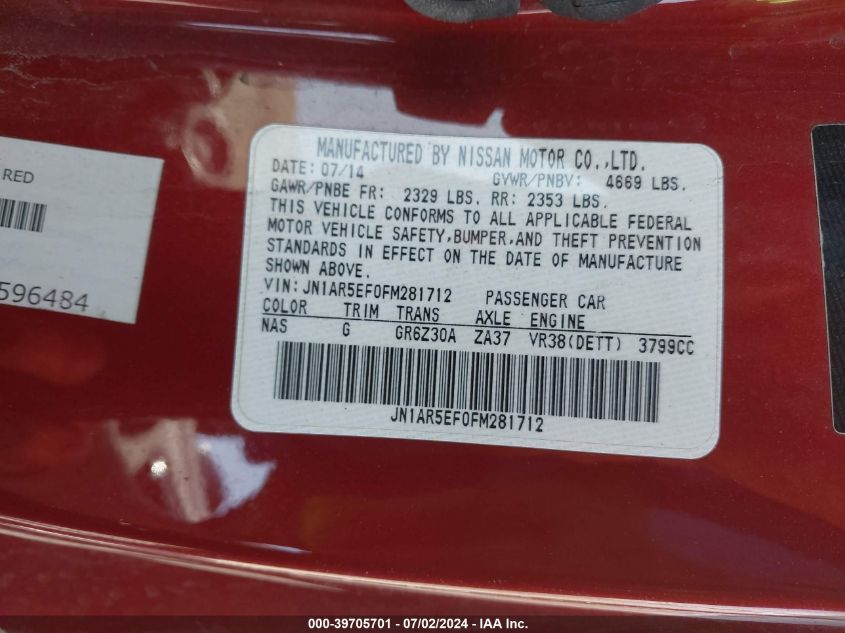 RED
596484
MANUFACTURED BY NISSAN MOTOR CO.,LTD.
DATE: 07/14 GVWR/PNBV: 4669 LBS.
GAWR/PNBE FR: 2329 LBS. RR: 2353 LBS.
THIS VEHICLE CONFORMS TO ALL APPLICABLE FEDERAL
MOTOR VEHICLE SAFETY,BUMPER,AND THEFT PREVENTION
STANDARDS IN EFFECT ON THE DATE OF MANUFACTURE
SHOWN ABOVE.
VIN:JN1AR5EF0FM281712 PASSENGER CAR
COLOR TRIM TRANS AXLE ENGINE
NAS G GR6Z30A ZA37 VR38(DETT) 3799CC
JN1AR5EF0FM281712
000-39705701 - 07/02/2024 - IAA Inc.